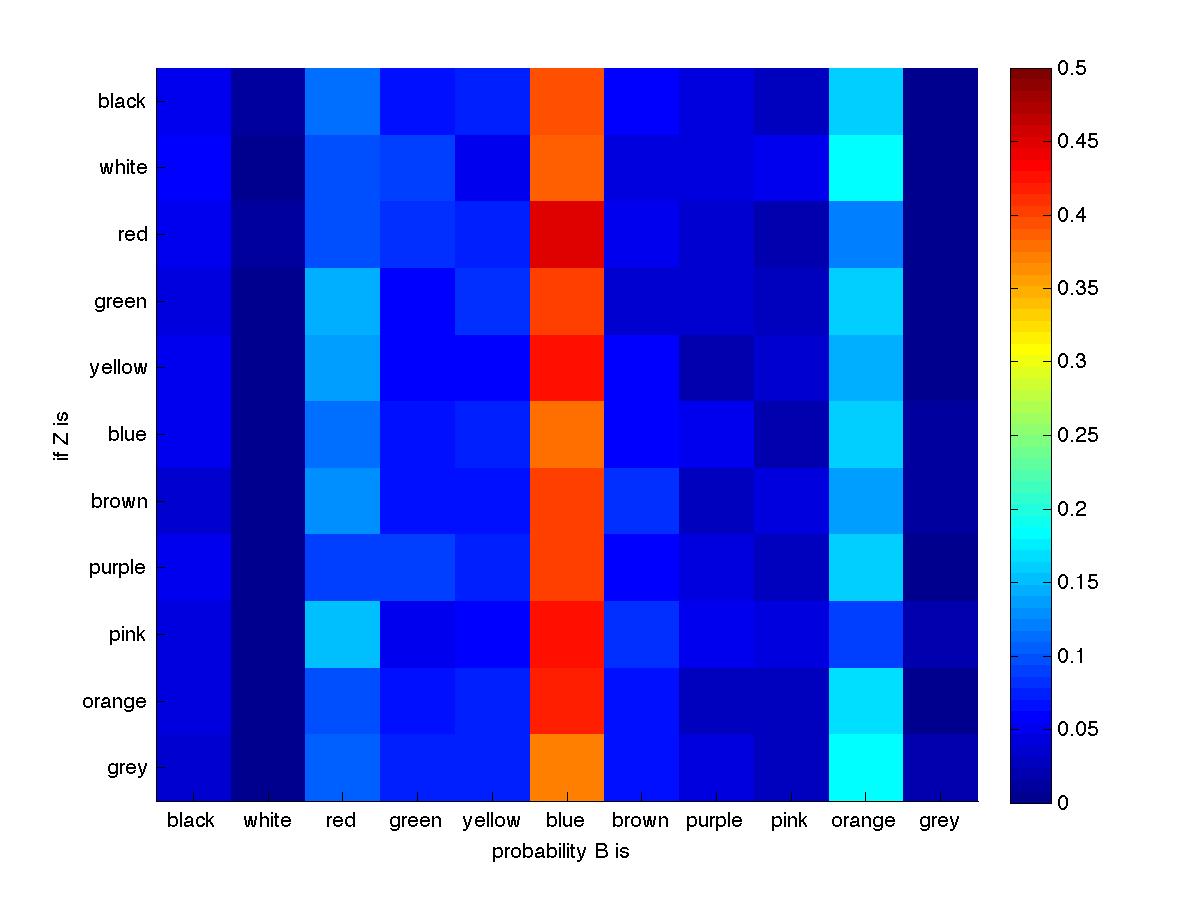 black
white
red
green
yellow
blue
brown
purple
pink
orange
grey
if Z is
black white red green yellow blue brown purple pink orange grey
probability B is
0.5
0.45
0.4
0.35
0.3
0.25
0.2
0.15
0.1
0.05
0